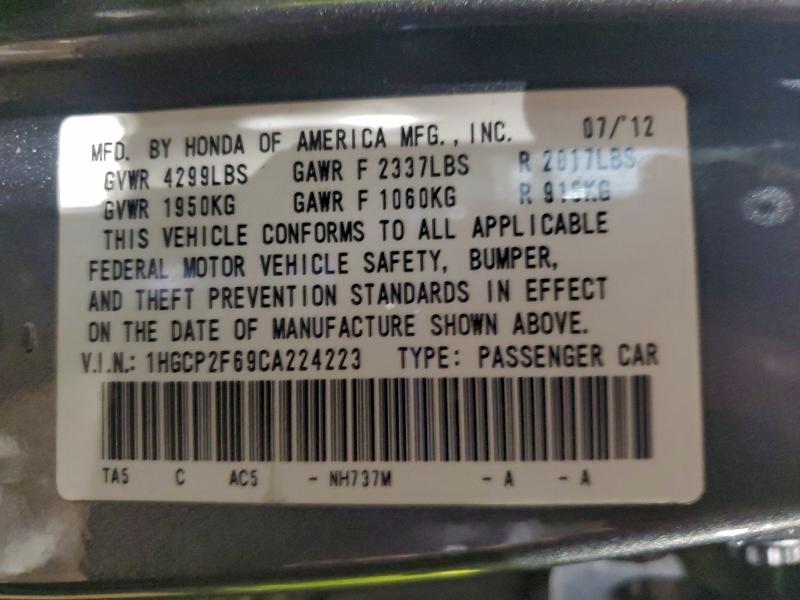 MFD. BY HONDA OF AMERICA MFG., INC. 07/'12
GVWR 4299LBS GAWR F 2337LBS R 2017LBS
GVWR 1950KG GAWR F 1060KG R 915KG
THIS VEHICLE CONFORMS TO ALL APPLICABLE
FEDERAL MOTOR VEHICLE SAFETY, BUMPER,
AND THEFT PREVENTION STANDARDS IN EFFECT
ON THE DATE OF MANUFACTURE SHOWN ABOVE.
V.I.N.: 1HGCP2F69CA224223 TYPE: PASSENGER CAR
TA5 C AC5 - NH737M - A - A